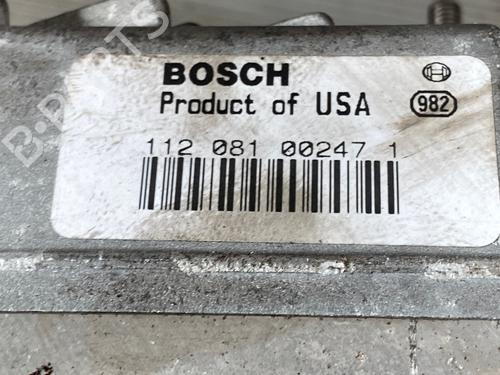 BOSCH
Product of USA
982
112 081 00247 1
B-PARTS